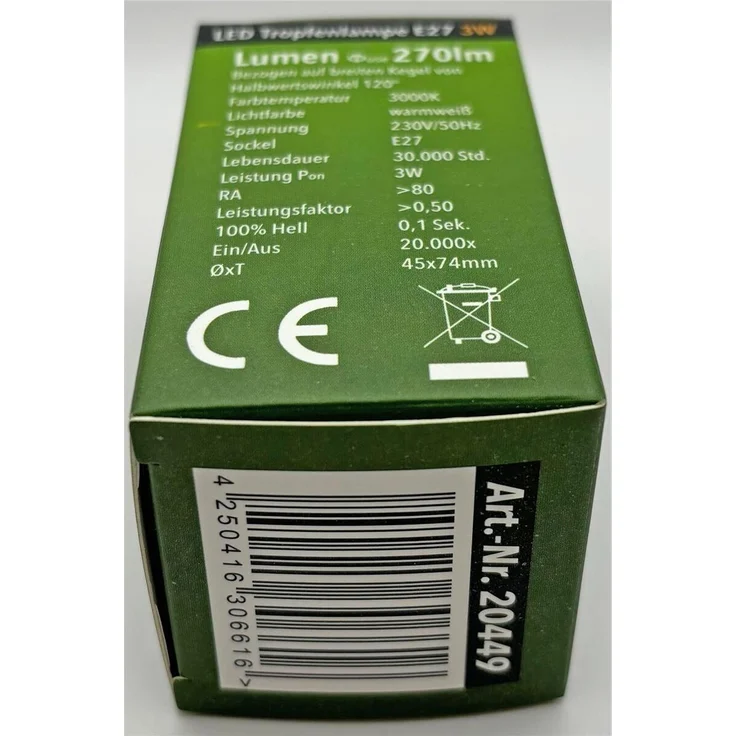 LED Tropfenlampe E27 3W
Lumen Φuse 270lm
Bezogen auf breiten Kegel von
Halbwertswinkel 120°
Farbtemperatur 3000K
Lichtfarbe warmweiß
Spannung 230V/50Hz
Sockel E27
Lebensdauer 30.000 Std.
Leistung Pon 3W
RA >80
Leistungsfaktor >0,50
100% Hell 0,1 Sek.
Ein/Aus 20.000x
ØxT 45x74mm
CE
Art.-Nr. 20449
4 250416 306616 >